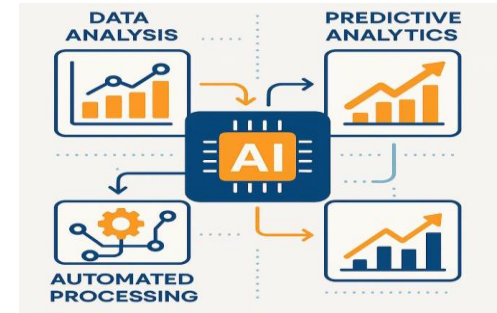 DATA
ANALYSIS
PREDICTIVE
ANALYTICS
AI
AUTOMATED
PROCESSING